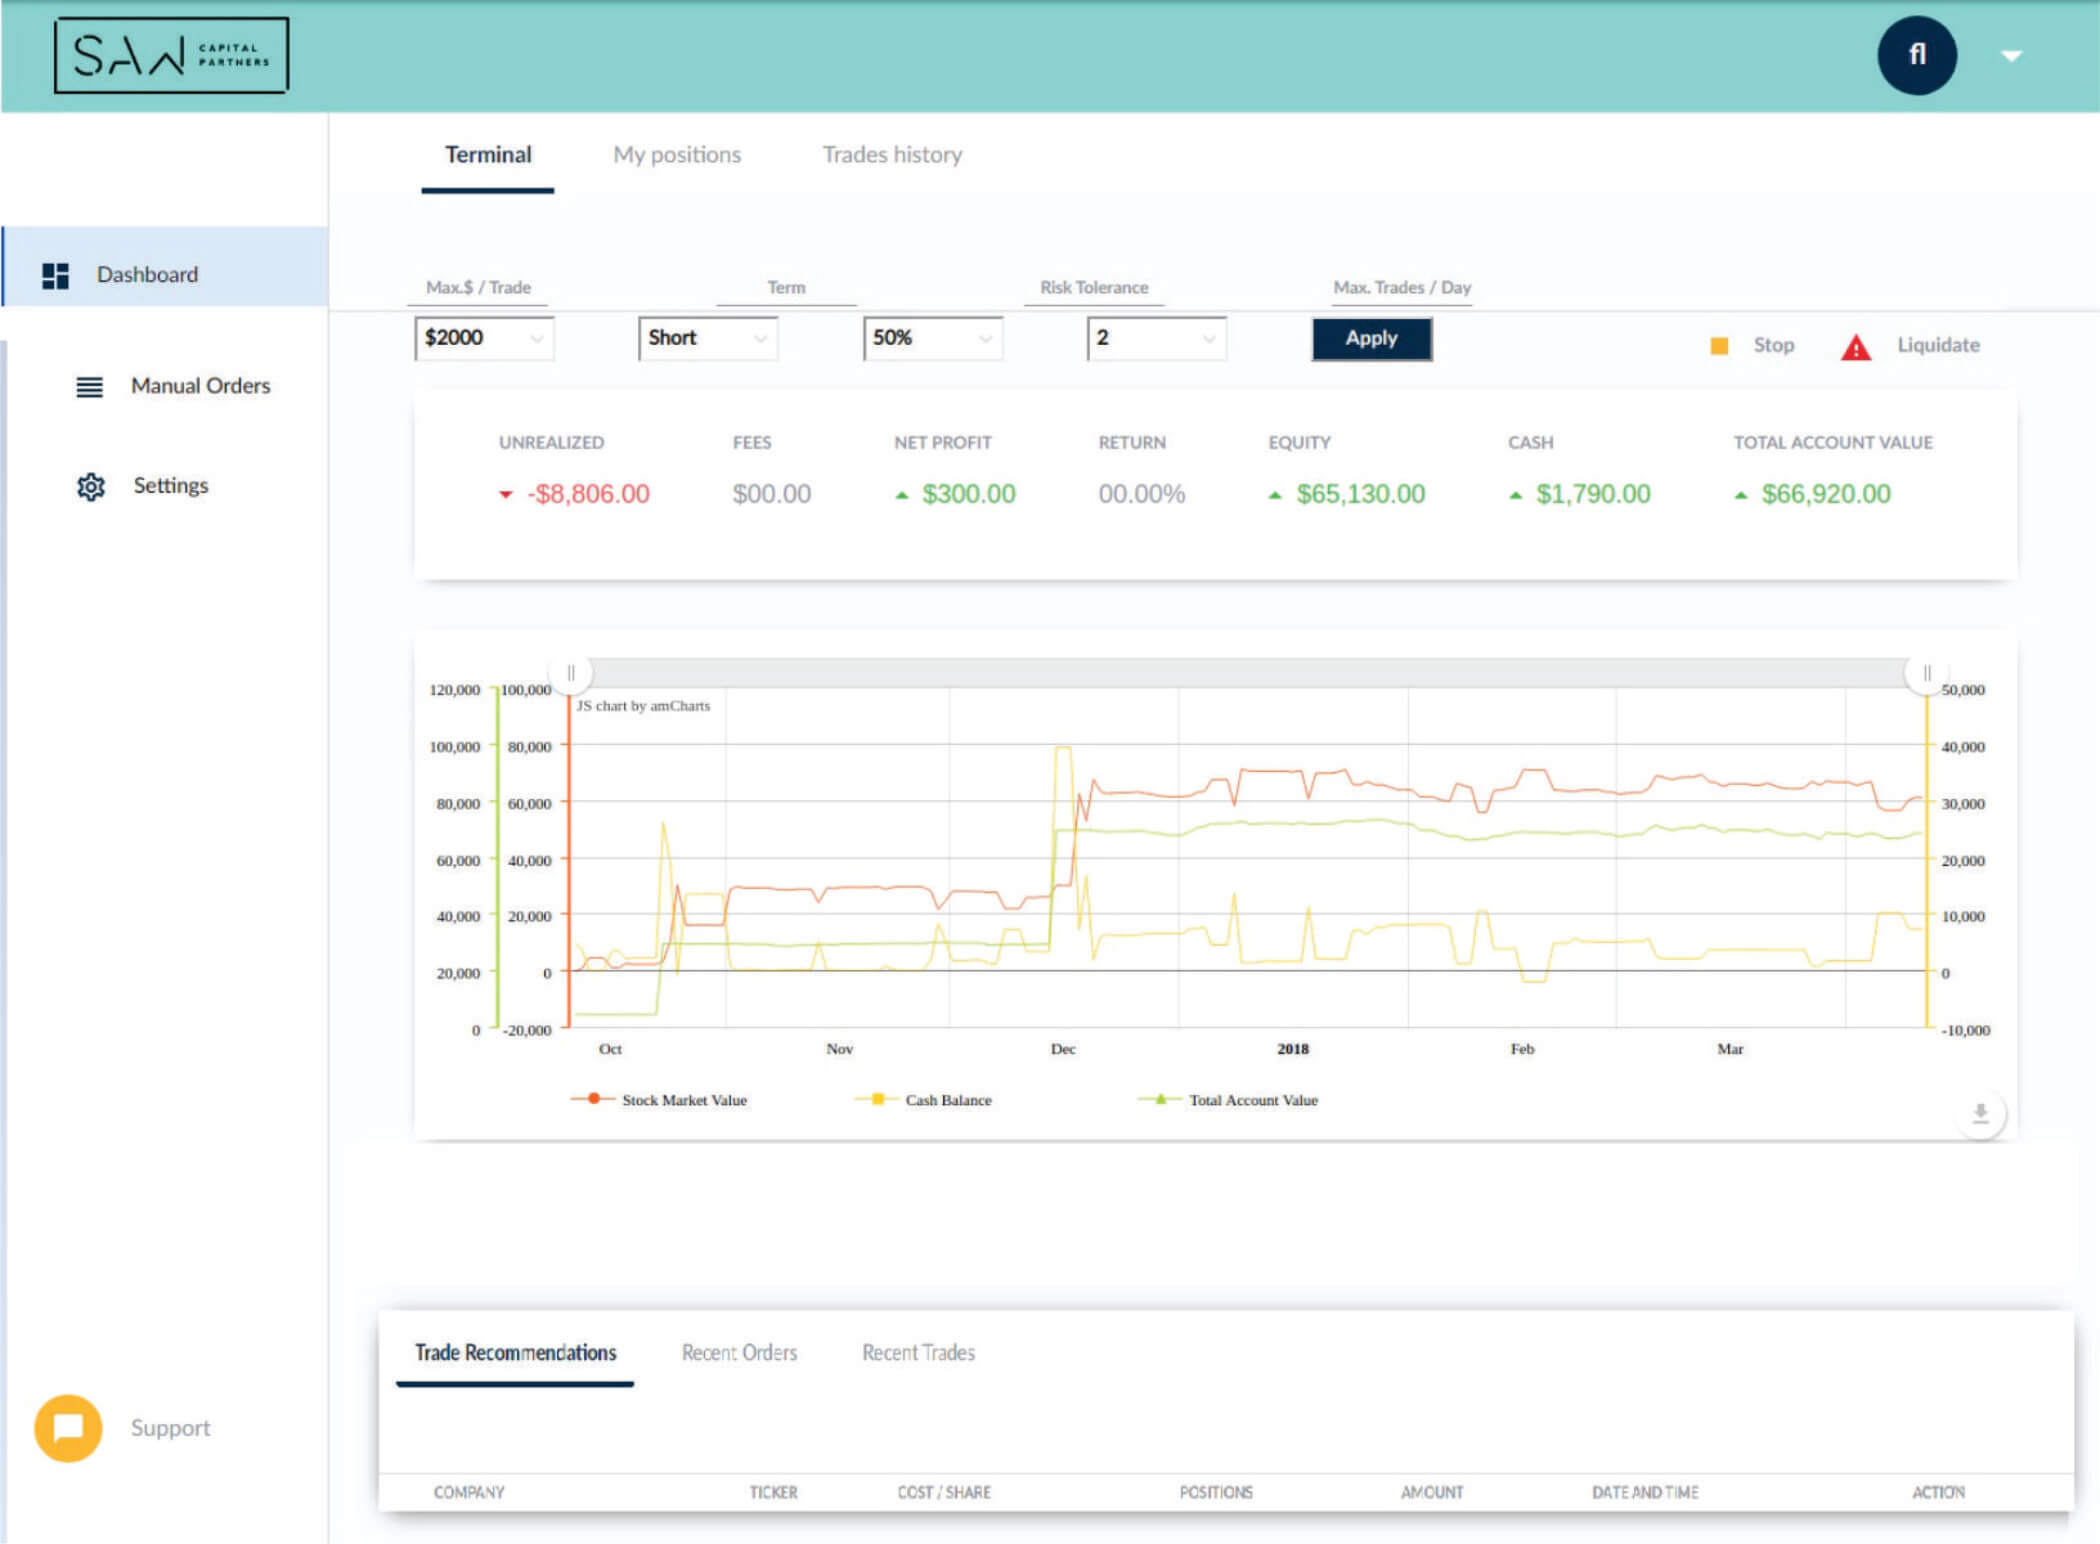 SAW CAPITAL
PARTNERS
fl
Terminal My positions Trades history
Dashboard
Manual Orders
Settings
Support
Max.$ / Trade Term Risk Tolerance Max. Trades / Day
$2000 Short 50% 2 Apply Stop Liquidate
UNREALIZED FEES NET PROFIT RETURN EQUITY CASH TOTAL ACCOUNT VALUE
-$8,806.00 $00.00 $300.00 00.00% $65,130.00 $1,790.00 $66,920.00
120,000 100,000 50,000
JS chart by amCharts
100,000 80,000 40,000
80,000 60,000 30,000
60,000 40,000 20,000
40,000 20,000 10,000
20,000 0 0
0 -20,000 -10,000
Oct Nov Dec 2018 Feb Mar
Stock Market Value Cash Balance Total Account Value
Trade Recommendations Recent Orders Recent Trades
COMPANY TICKER COST / SHARE POSITIONS AMOUNT DATE AND TIME ACTION